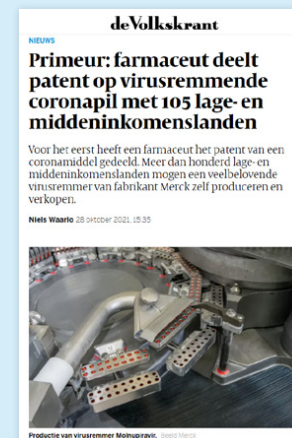 de Volkskrant
NIEUWS
Primeur: farmaceut deelt
patent op virusremmende
coronapil met 105 lage- en
middeninkomenslanden
Voor het eerst heeft een farmaceut het patent van een
coronamiddel gedeeld. Meer dan honderd lage- en
middeninkomenslanden mogen een veelbelovende
virusremmer van fabrikant Merck zelf produceren en
verkopen.
Niels Waarlo 28 oktober 2021, 15:35
Productie van virusremmer Molnupiravir. Beeld Merck